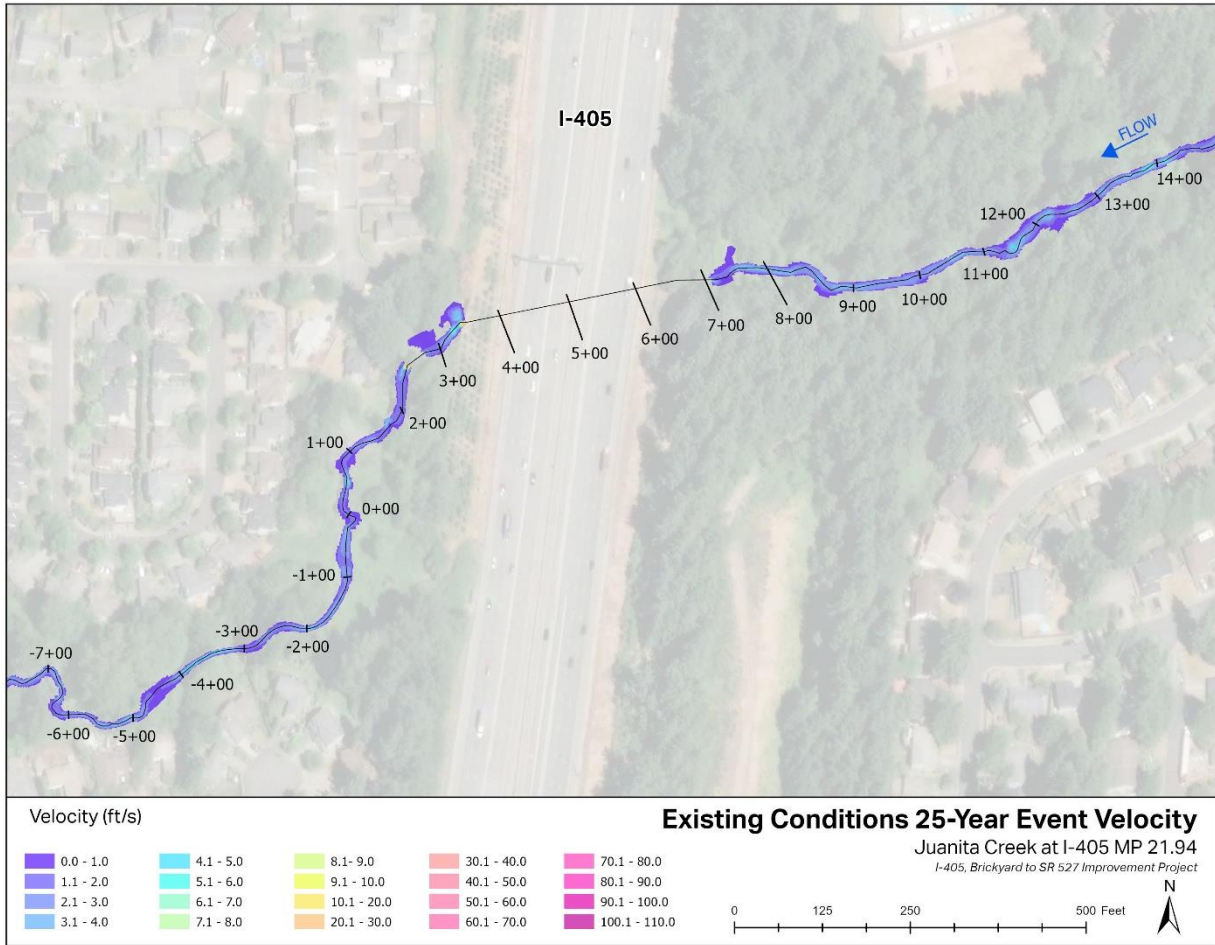 I-405
FLOW
14+00
13+00
12+00
11+00
10+00
9+00
8+00
7+00
6+00
5+00
4+00
3+00
2+00
1+00
0+00
-1+00
-2+00
-3+00
-4+00
-5+00
-6+00
-7+00
Velocity (ft/s)
0.0 - 1.0
1.1 - 2.0
2.1 - 3.0
3.1 - 4.0
4.1 - 5.0
5.1 - 6.0
6.1 - 7.0
7.1 - 8.0
8.1- 9.0
9.1 - 10.0
10.1 - 20.0
20.1 - 30.0
30.1 - 40.0
40.1 - 50.0
50.1 - 60.0
60.1 - 70.0
70.1 - 80.0
80.1 - 90.0
90.1 - 100.0
100.1 - 110.0
Existing Conditions 25-Year Event Velocity
Juanita Creek at I-405 MP 21.94
I-405, Brickyard to SR 527 Improvement Project
N
0 125 250 500 Feet